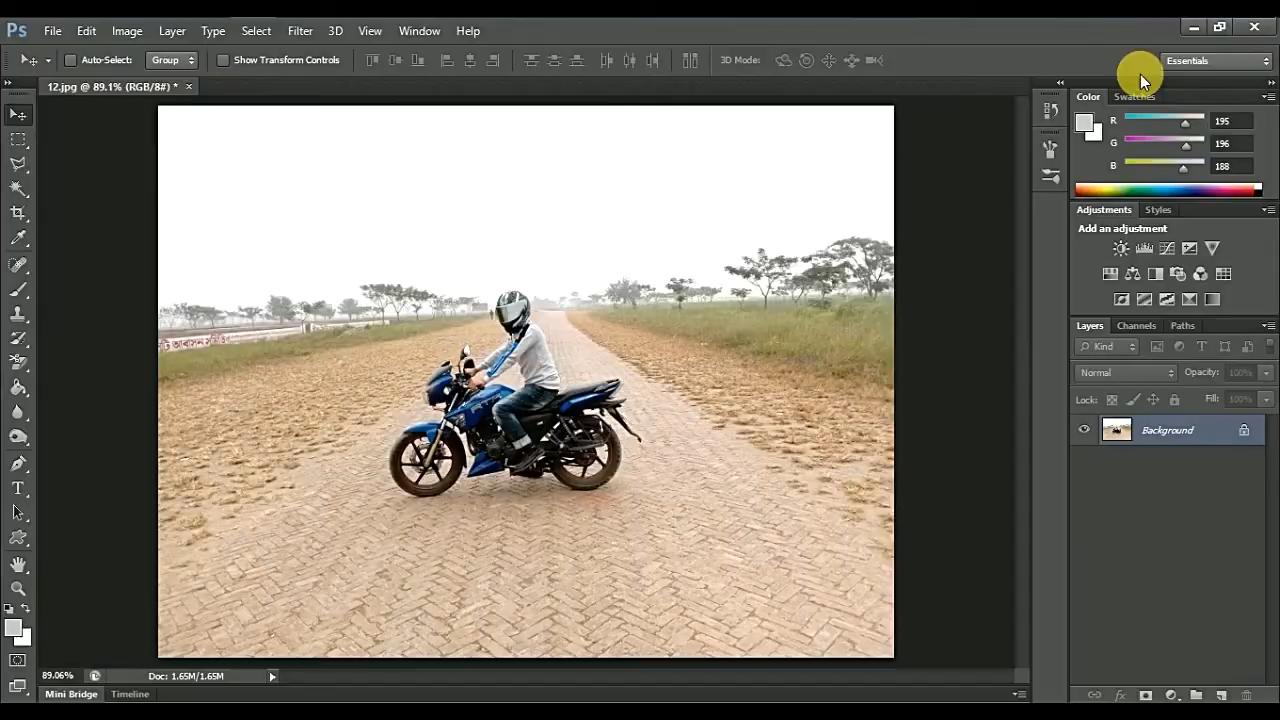 Ps File Edit Image Layer Type Select Filter 3D View Window Help
Auto-Select: Group Show Transform Controls 3D Mode: Essentials
12.jpg @ 89.1% (RGB/8#) * ×
Color Swatches
R 195
G 196
B 188
Adjustments Styles
Add an adjustment
Layers Channels Paths
Kind
Normal Opacity: 100%
Lock: Fill: 100%
Background
RTR
89.06% Doc: 1.65M/1.65M
Mini Bridge Timeline